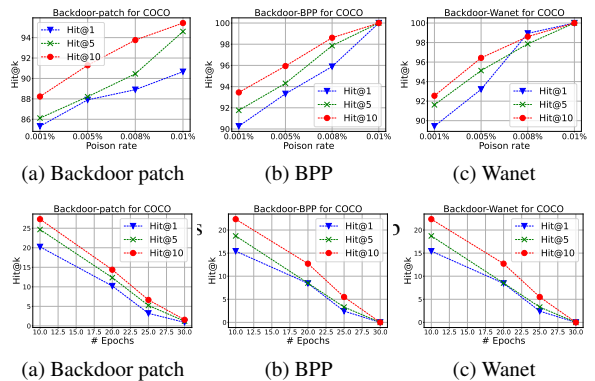 Backdoor-patch for COCO
Backdoor-BPP for COCO
Backdoor-Wanet for COCO
Hit@k
94
92
90
88
86
Hit@1
Hit@5
Hit@10
0.001% 0.005% 0.008% 0.01%
Poison rate
Hit@k
100
98
96
94
92
90
Hit@1
Hit@5
Hit@10
0.001% 0.005% 0.008% 0.01%
Poison rate
Hit@k
100
98
96
94
92
90
Hit@1
Hit@5
Hit@10
0.001% 0.005% 0.008% 0.01%
Poison rate
(a) Backdoor patch
(b) BPP
(c) Wanet
Backdoor-patch for COCO
Backdoor-BPP for COCO
Backdoor-Wanet for COCO
Hit@k
25
20
15
10
5
0
Hit@1
Hit@5
Hit@10
10.0 12.5 15.0 17.5 20.0 22.5 25.0 27.5 30.0
# Epochs
Hit@k
20
15
10
5
0
Hit@1
Hit@5
Hit@10
10.0 12.5 15.0 17.5 20.0 22.5 25.0 27.5 30.0
# Epochs
Hit@k
20
15
10
5
0
Hit@1
Hit@5
Hit@10
10.0 12.5 15.0 17.5 20.0 22.5 25.0 27.5 30.0
# Epochs
(a) Backdoor patch
(b) BPP
(c) Wanet